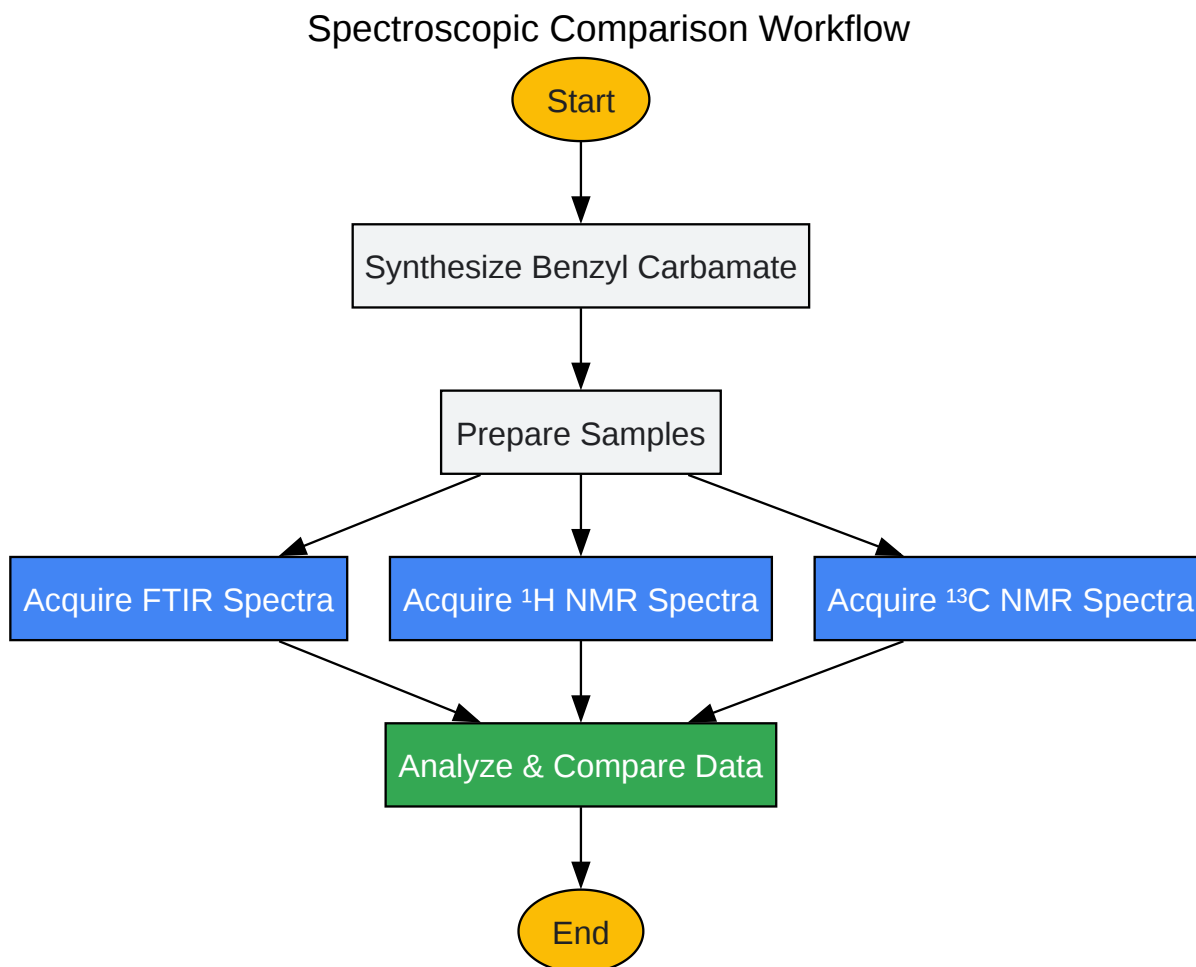 Spectroscopic Comparison Workflow
Start
Synthesize Benzyl Carbamate
Prepare Samples
Acquire FTIR Spectra
Acquire ¹H NMR Spectra
Acquire ¹³C NMR Spectra
Analyze & Compare Data
End